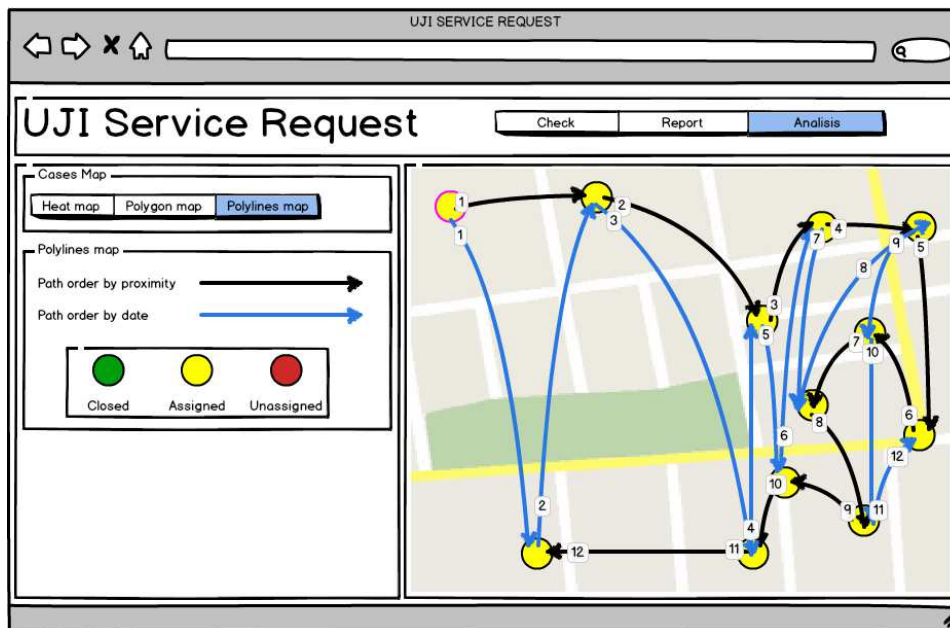 UJI SERVICE REQUEST
UJI Service Request
Check Report Analisis
Cases Map
Heat map Polygon map Polylines map
Polylines map
Path order by proximity
Path order by date
Closed Assigned Unassigned
1
2
1
3
7
4
9
5
8
3
5
7
10
8
6
6
12
10
2
9
11
4
11
12